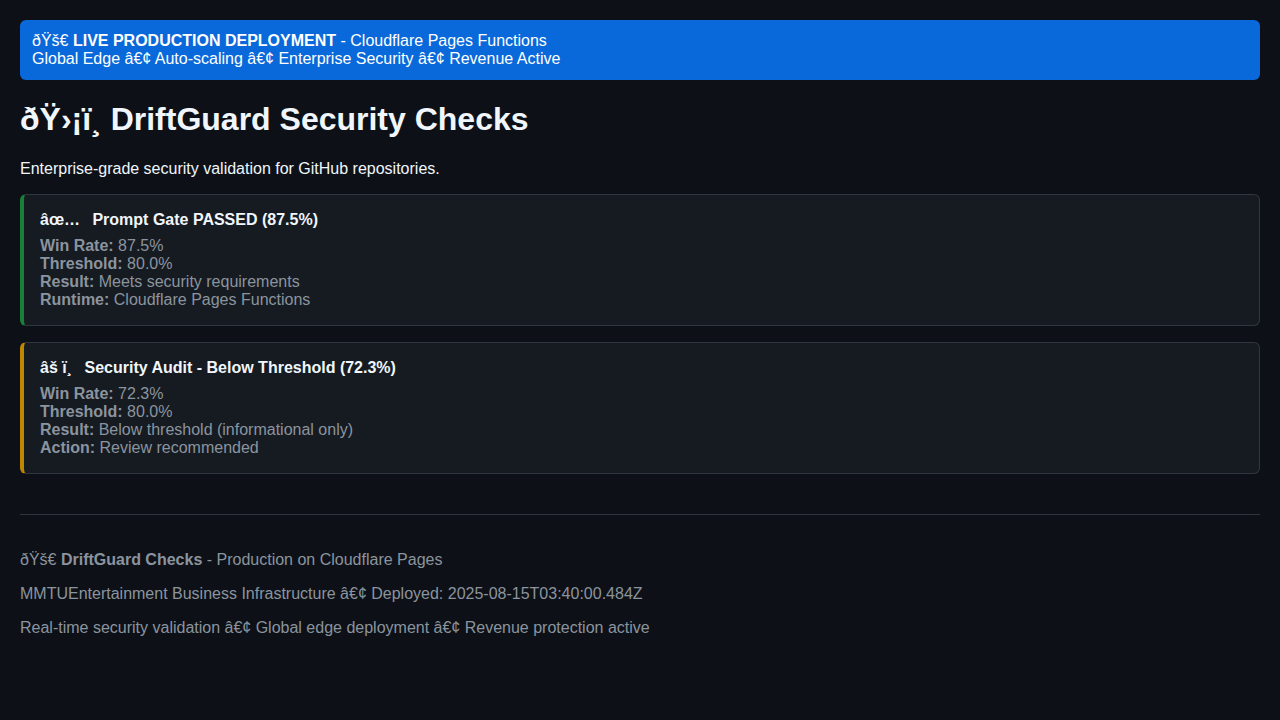 ðŸš€ LIVE PRODUCTION DEPLOYMENT - Cloudflare Pages Functions
Global Edge â€¢ Auto-scaling â€¢ Enterprise Security â€¢ Revenue Active
ðŸ›¡ï¸ DriftGuard Security Checks
Enterprise-grade security validation for GitHub repositories.
âœ… Prompt Gate PASSED (87.5%)
Win Rate: 87.5%
Threshold: 80.0%
Result: Meets security requirements
Runtime: Cloudflare Pages Functions
âš ï¸ Security Audit - Below Threshold (72.3%)
Win Rate: 72.3%
Threshold: 80.0%
Result: Below threshold (informational only)
Action: Review recommended
ðŸš€ DriftGuard Checks - Production on Cloudflare Pages
MMTUEntertainment Business Infrastructure â€¢ Deployed: 2025-08-15T03:40:00.484Z
Real-time security validation â€¢ Global edge deployment â€¢ Revenue protection active